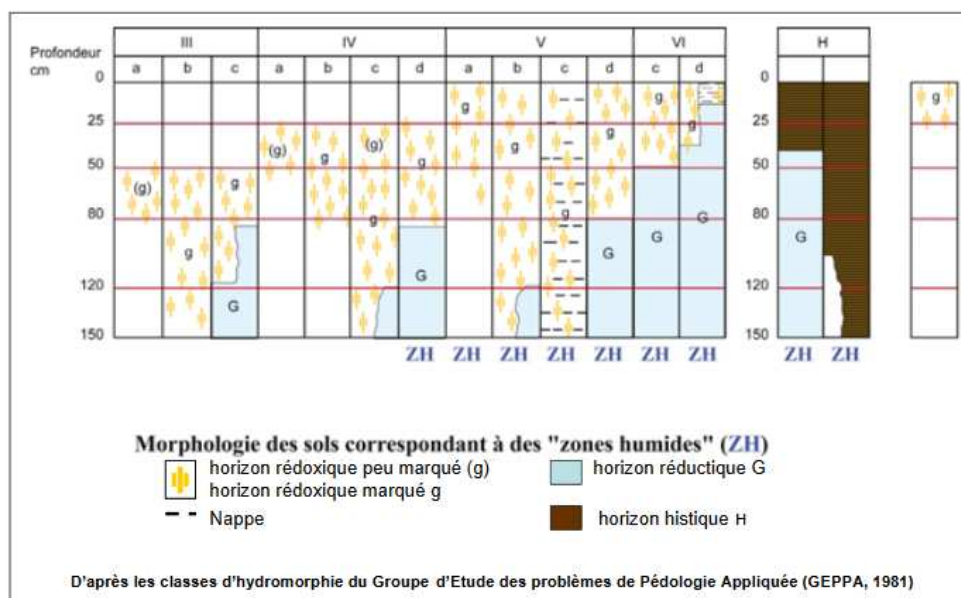 III IV V VI H
Profondeur
cm
a b c a b c d a b c d c d
0 0
25 25
50 50
80 80
120 120
150 150
(g) g g (g) g (g) d g g g g g g g
g g g
G G G G G G
ZH ZH ZH ZH ZH ZH ZH ZH ZH
Morphologie des sols correspondant à des "zones humides" (ZH)
horizon rédoxique peu marqué (g)
horizon rédoxique marqué g
Nappe
horizon réductique G
horizon histique H
D'après les classes d'hydromorphie du Groupe d'Etude des problèmes de Pédologie Appliquée (GEPPA, 1981)